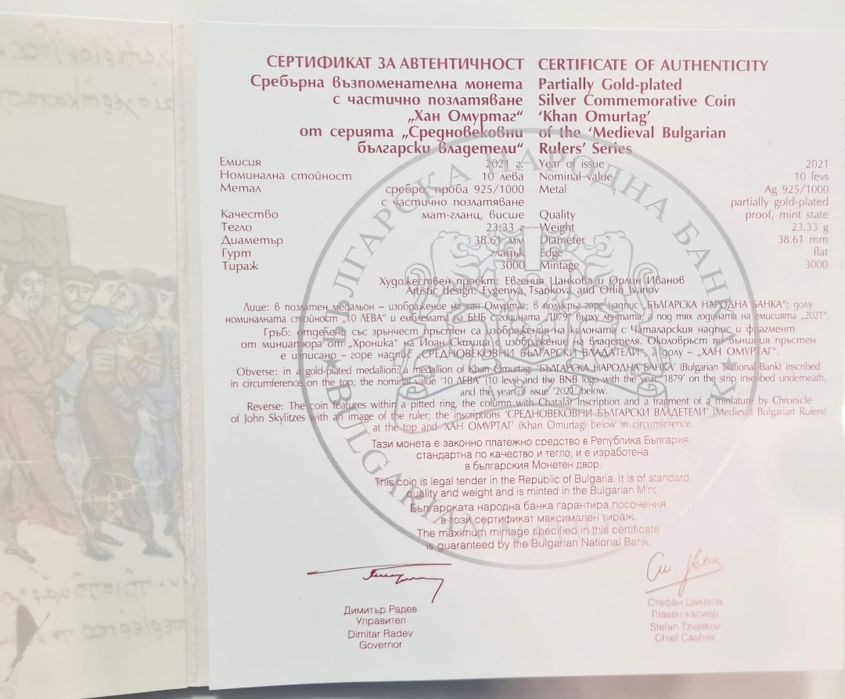 СЕРТИФИКАТ ЗА АВТЕНТИЧНОСТ
Сребърна възпоменателна монета
с частично позлатяване
„Хан Омуртаг“
от серията „Средновековни
български владетели“
CERTIFICATE OF AUTHENTICITY
Partially Gold-plated
Silver Commemorative Coin
‘Khan Omurtag’
of the ‘Medieval Bulgarian
Rulers’ Series
Емисия 2021 г.
Номинална стойност 10 лева
Метал сребро, проба 925/1000
с частично позлатяване
Качество мат-гланц, висше
Тегло 23.33 г
Диаметър 38.61 мм
Гурт гладък
Тираж 3000
Year of issue 2021
Nominal value 10 levs
Metal Ag 925/1000
partially gold-plated
Quality proof, mint state
Weight 23.33 g
Diameter 38.61 mm
Edge flat
Mintage 3000
Художествен проект: Евгения Цанкова и Орлин Иванов
Artistic design: Evgeniya Tsankova and Orlin Ivanov
Лице: в позлатен медальон – изображение на хан Омуртаг; в полукръг горе надпис „БЪЛГАРСКА НАРОДНА БАНКА“; долу
номиналната стойност „10 ЛЕВА“ и емблемата на БНБ с годината „1879“ върху лентата, а под тях годината на емисията „2021“.
Гръб: отделена със зрънчест пръстен са изображение на колоната с Чаталарския надпис и фрагмент
от миниатюра от „Хроника“ на Йоан Скилица с изображение на владетеля. Околовръст по външния пръстен
е изписано – горе надпис „СРЕДНОВЕКОВНИ БЪЛГАРСКИ ВЛАДЕТЕЛИ“, а долу – „ХАН ОМУРТАГ“.
Obverse: in a gold-plated medallion, a medallion of Khan Omurtag; ‘БЪЛГАРСКА НАРОДНА БАНКА’ (Bulgarian National Bank) inscribed
in circumference on the top; the nominal value ‘10 ЛЕВА’ (10 levs) and the BNB logo with the year ‘1879’ on the strip inscribed underneath,
and the year of issue ‘2021’ below.
Reverse: The coin features within a pitted ring, the column with Chatalar Inscription and a fragment of a miniature by Chronicle
of John Skylitzes with an image of the ruler; the inscriptions ‘СРЕДНОВЕКОВНИ БЪЛГАРСКИ ВЛАДЕТЕЛИ’ (Medieval Bulgarian Rulers)
at the top and ‘ХАН ОМУРТАГ’ (Khan Omurtag) below in circumference.
Тази монета е законно платежно средство в Република България,
стандартна по качество и тегло, и е изработена
в българския Монетен двор.
This coin is legal tender in the Republic of Bulgaria. It is of standard
quality and weight and is minted in the Bulgarian Mint.
Българската народна банка гарантира посочения
в този сертификат максимален тираж.
The maximum mintage specified in this certificate
is guaranteed by the Bulgarian National Bank.
Димитър Радев
Управител
Dimitar Radev
Governor
Стефан Цветков
Главен касиер
Stefan Tzvetkov
Chief Cashier
БЪЛГАРСКА НАРОДНА БАНКА
BULGARIAN